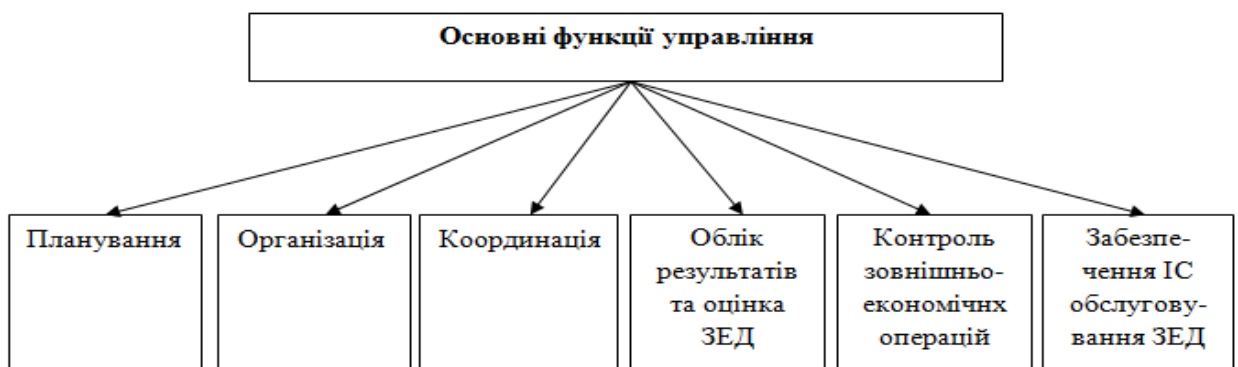 Основні функції управління
Планування
Організація
Координація
Облік
результатів
та оцінка
ЗЕД
Контроль
зовнішньо-
економічнх
операцій
Забезпе-
чення ІС
обслугову-
вання ЗЕД